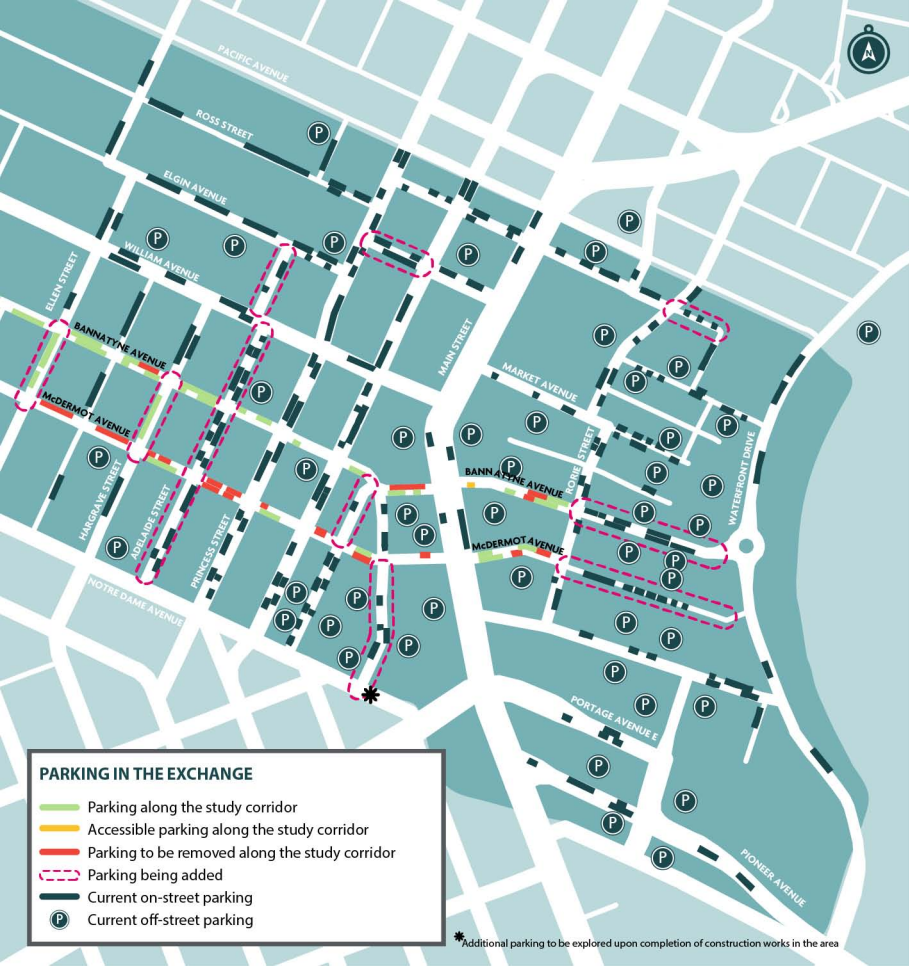 N
PACIFIC AVENUE
ROSS STREET
ELGIN AVENUE
WILLIAM AVENUE
ELLEN STREET
BANNATYNE AVENUE
McDERMOT AVENUE
HARGRAVE STREET
ADELAIDE STREET
PRINCESS STREET
NOTRE DAME AVENUE
MAIN STREET
MARKET AVENUE
RORIE STREET
WATERFRONT DRIVE
BANNATYNE AVENUE
McDERMOT AVENUE
PORTAGE AVENUE E
PIONEER AVENUE
PARKING IN THE EXCHANGE
Parking along the study corridor
Accessible parking along the study corridor
Parking to be removed along the study corridor
Parking being added
Current on-street parking
P Current off-street parking
*Additional parking to be explored upon completion of construction works in the area